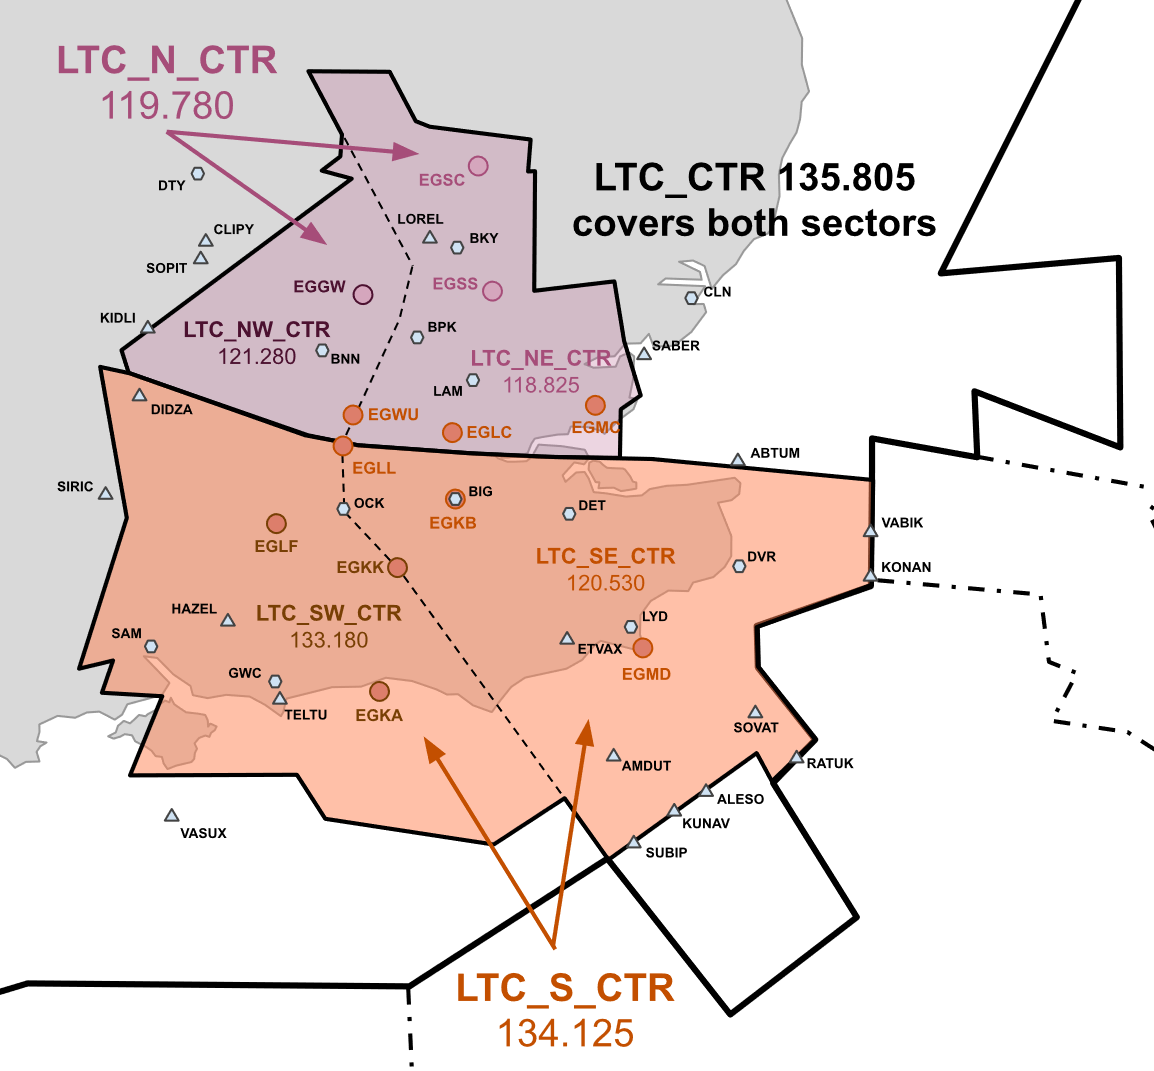 LTC_N_CTR
119.780
DTY
EGSC
LTC_CTR 135.805
covers both sectors
CLIPY
LOREL
BKY
SOPIT
EGGW
EGSS
CLN
KIDLI
LTC_NW_CTR
121.280
BPK
BNN
SABER
LTC_NE_CTR
118.825
LAM
DIDZA
EGWU
EGLC
EGMC
EGLL
ABTUM
SIRIC
OCK
BIG
EGKB
DET
VABIK
EGLF
EGKK
LTC_SE_CTR
120.530
DVR
KONAN
HAZEL
LTC_SW_CTR
133.180
LYD
SAM
ETVAX
GWC
EGMD
TELTU
EGKA
SOVAT
AMDUT
RATUK
ALESO
VASUX
KUNAV
SUBIP
LTC_S_CTR
134.125